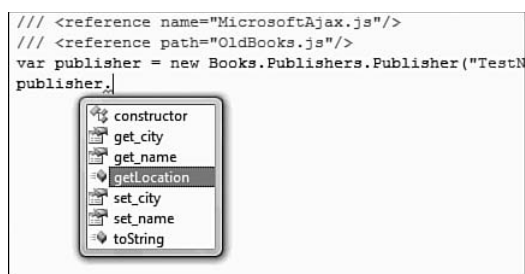 /// <reference name="MicrosoftAjax.js"/>
/// <reference path="OldBooks.js"/>
var publisher = new Books.Publishers.Publisher("TestN
publisher.
constructor
get_city
get_name
getLocation
set_city
set_name
toString